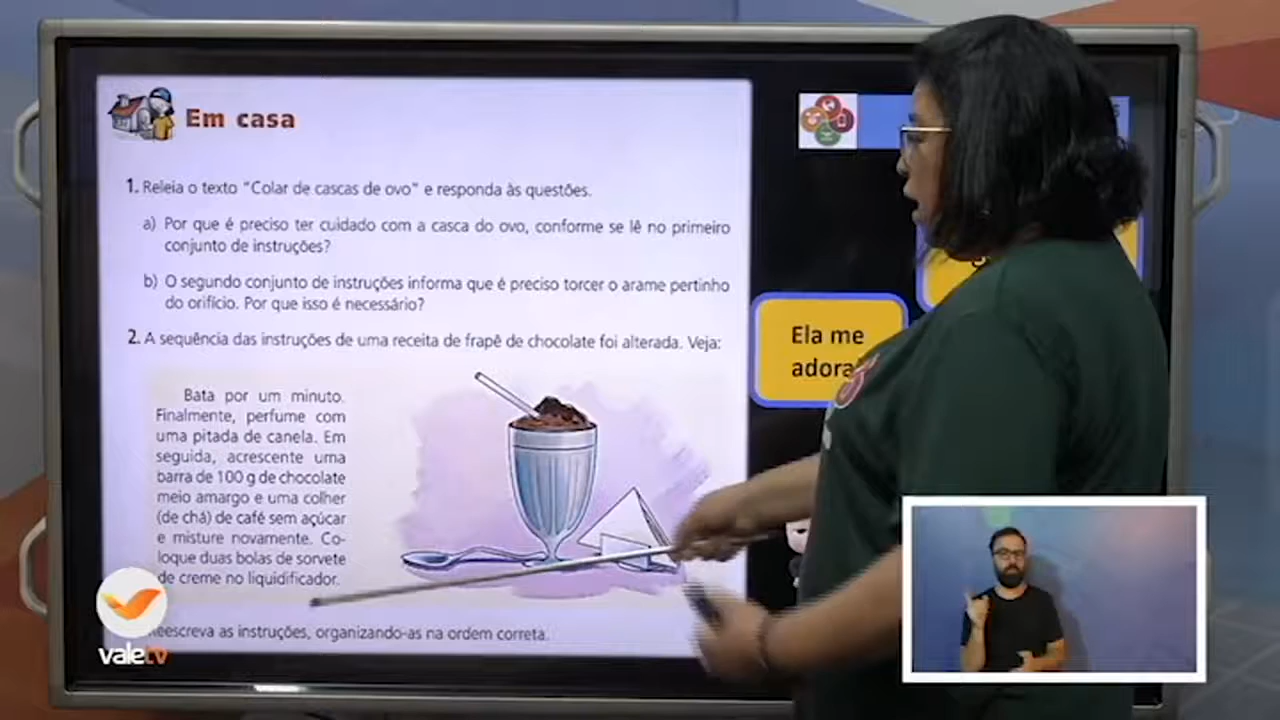 Em casa
1. Releia o texto "Colar de cascas de ovo" e responda às questões.
a) Por que é preciso ter cuidado com a casca do ovo, conforme se lê no primeiro
conjunto de instruções?
b) O segundo conjunto de instruções informa que é preciso torcer o arame pertinho
do orifício. Por que isso é necessário?
2. A sequência das instruções de uma receita de frapê de chocolate foi alterada. Veja:
Bata por um minuto.
Finalmente, perfume com
uma pitada de canela. Em
seguida, acrescente uma
barra de 100 g de chocolate
meio amargo e uma colher
(de chá) de café sem açúcar
e misture novamente. Co-
loque duas bolas de sorvete
de creme no liquidificador.
Reescreva as instruções, organizando-as na ordem correta.
Ela me
adora
valetv